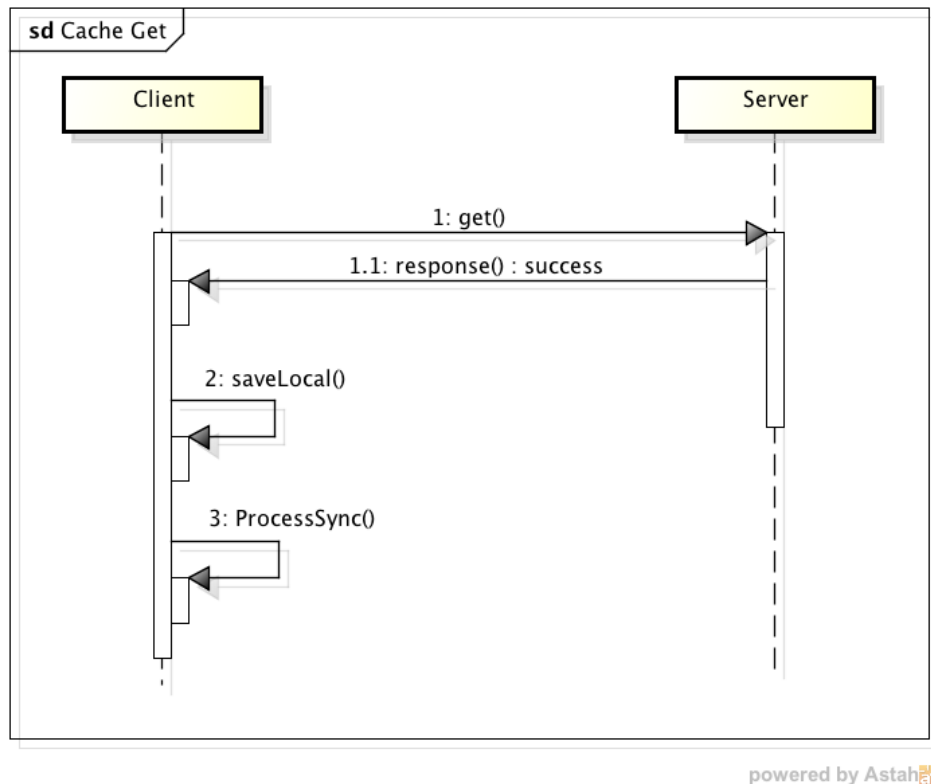 sd Cache Get
Client
Server
1: get()
1.1: response() : success
2: saveLocal()
3: ProcessSync()
powered by Astah